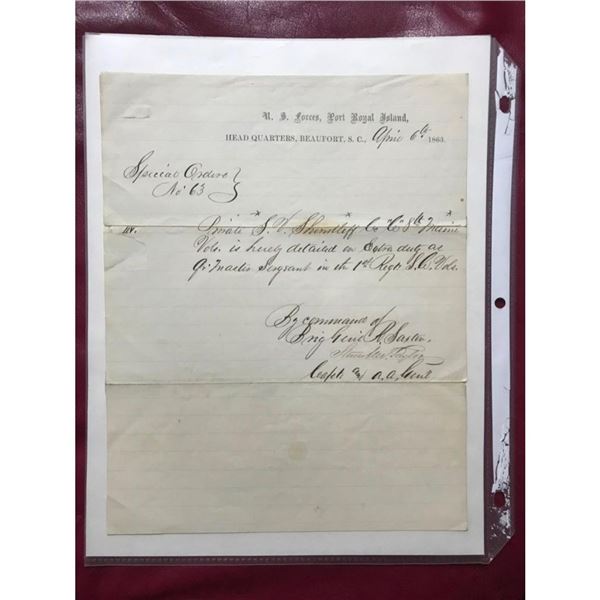 U. S. Forces, Port Royal Island,
HEAD QUARTERS, BEAUFORT, S. C., April 6th 1863.
Special Orders }
No 63 }
IV. Private S. V. Shurtliff Co "C" 8th Maine
Vols. is hereby detailed on Extra duty as
Qr. Master Sergeant in the 1st Regt S.C. Vols.
By command of
Brig Genl R. Saxton.
Capt & A.A. Genl